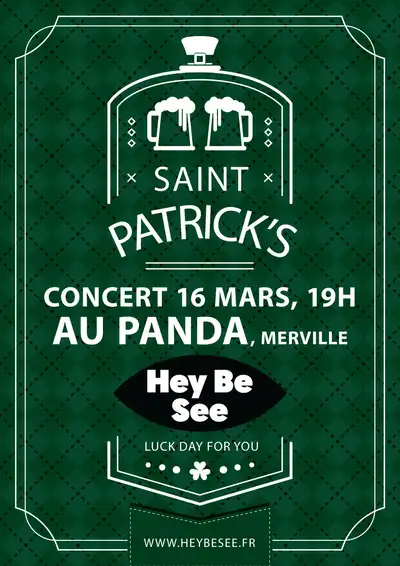 SAINT
PATRICK'S
CONCERT 16 MARS, 19H
AU PANDA, MERVILLE
Hey Be
See
LUCK DAY FOR YOU
WWW.HEYBESEE.FR